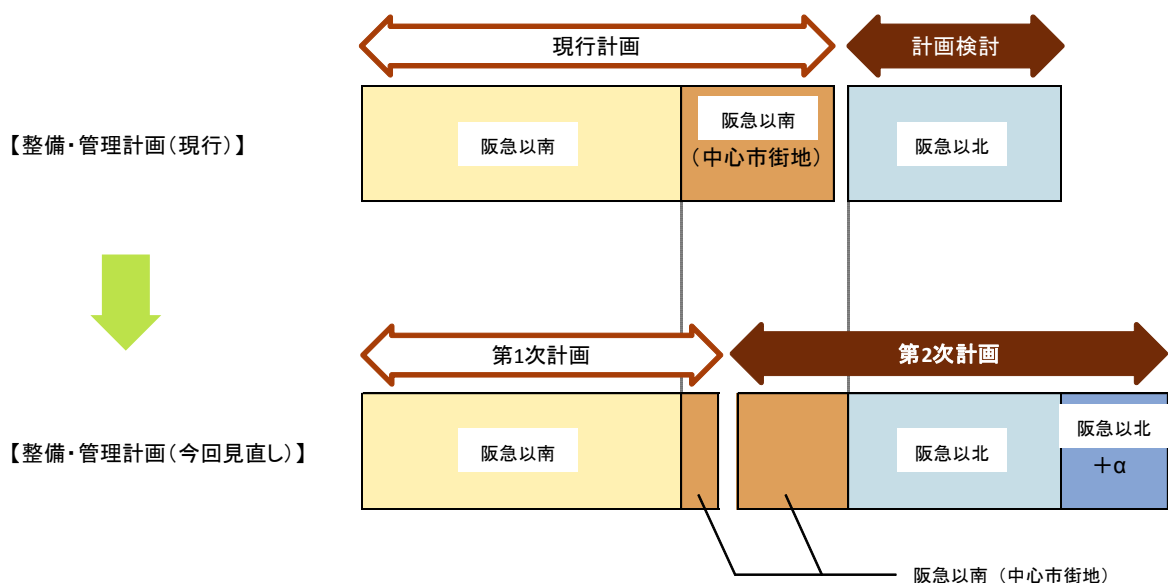 現行計画
計画検討
【整備・管理計画(現行)】
阪急以南
阪急以南
(中心市街地)
阪急以北
第1次計画
第2次計画
【整備・管理計画(今回見直し)】
阪急以南
阪急以北
阪急以北
+α
阪急以南 (中心市街地)